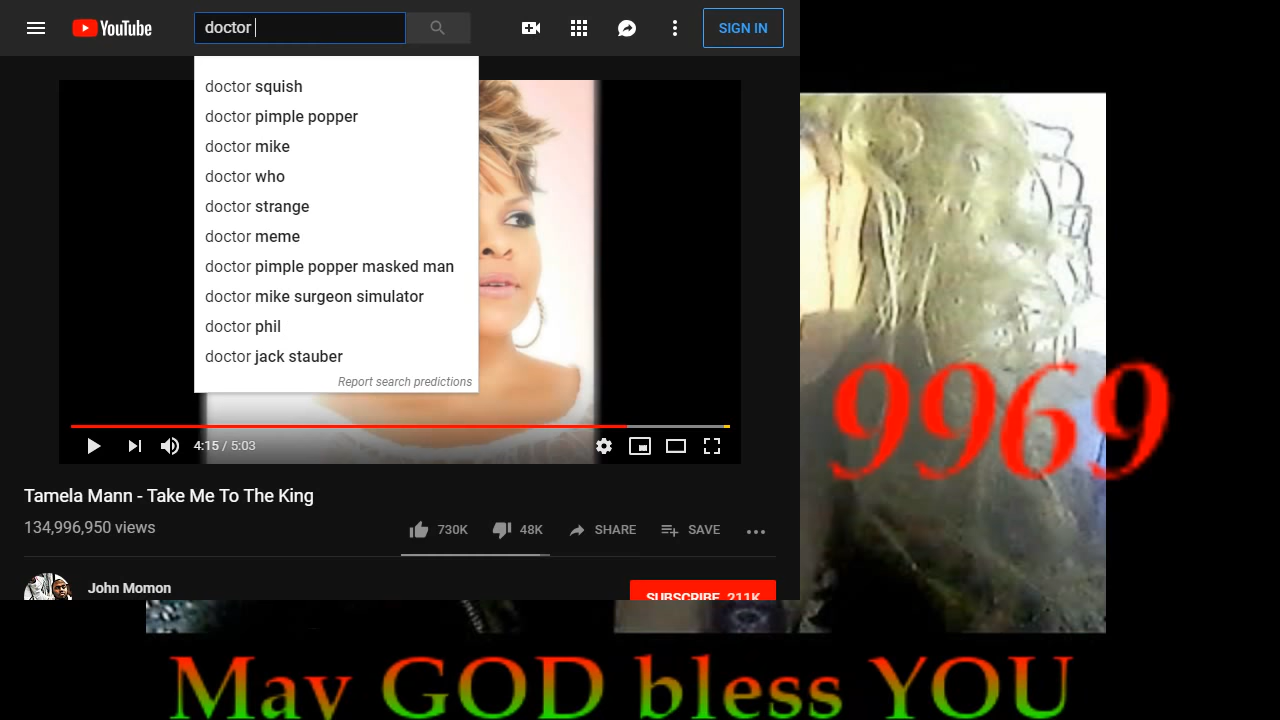 YouTube
doctor
SIGN IN
doctor squish
doctor pimple popper
doctor mike
doctor who
doctor strange
doctor meme
doctor pimple popper masked man
doctor mike surgeon simulator
doctor phil
doctor jack stauber
Report search predictions
4:15 / 5:03
Tamela Mann - Take Me To The King
134,996,950 views
730K
48K
SHARE
SAVE
John Momon
SUBSCRIBE 211K
9969
May GOD bless YOU